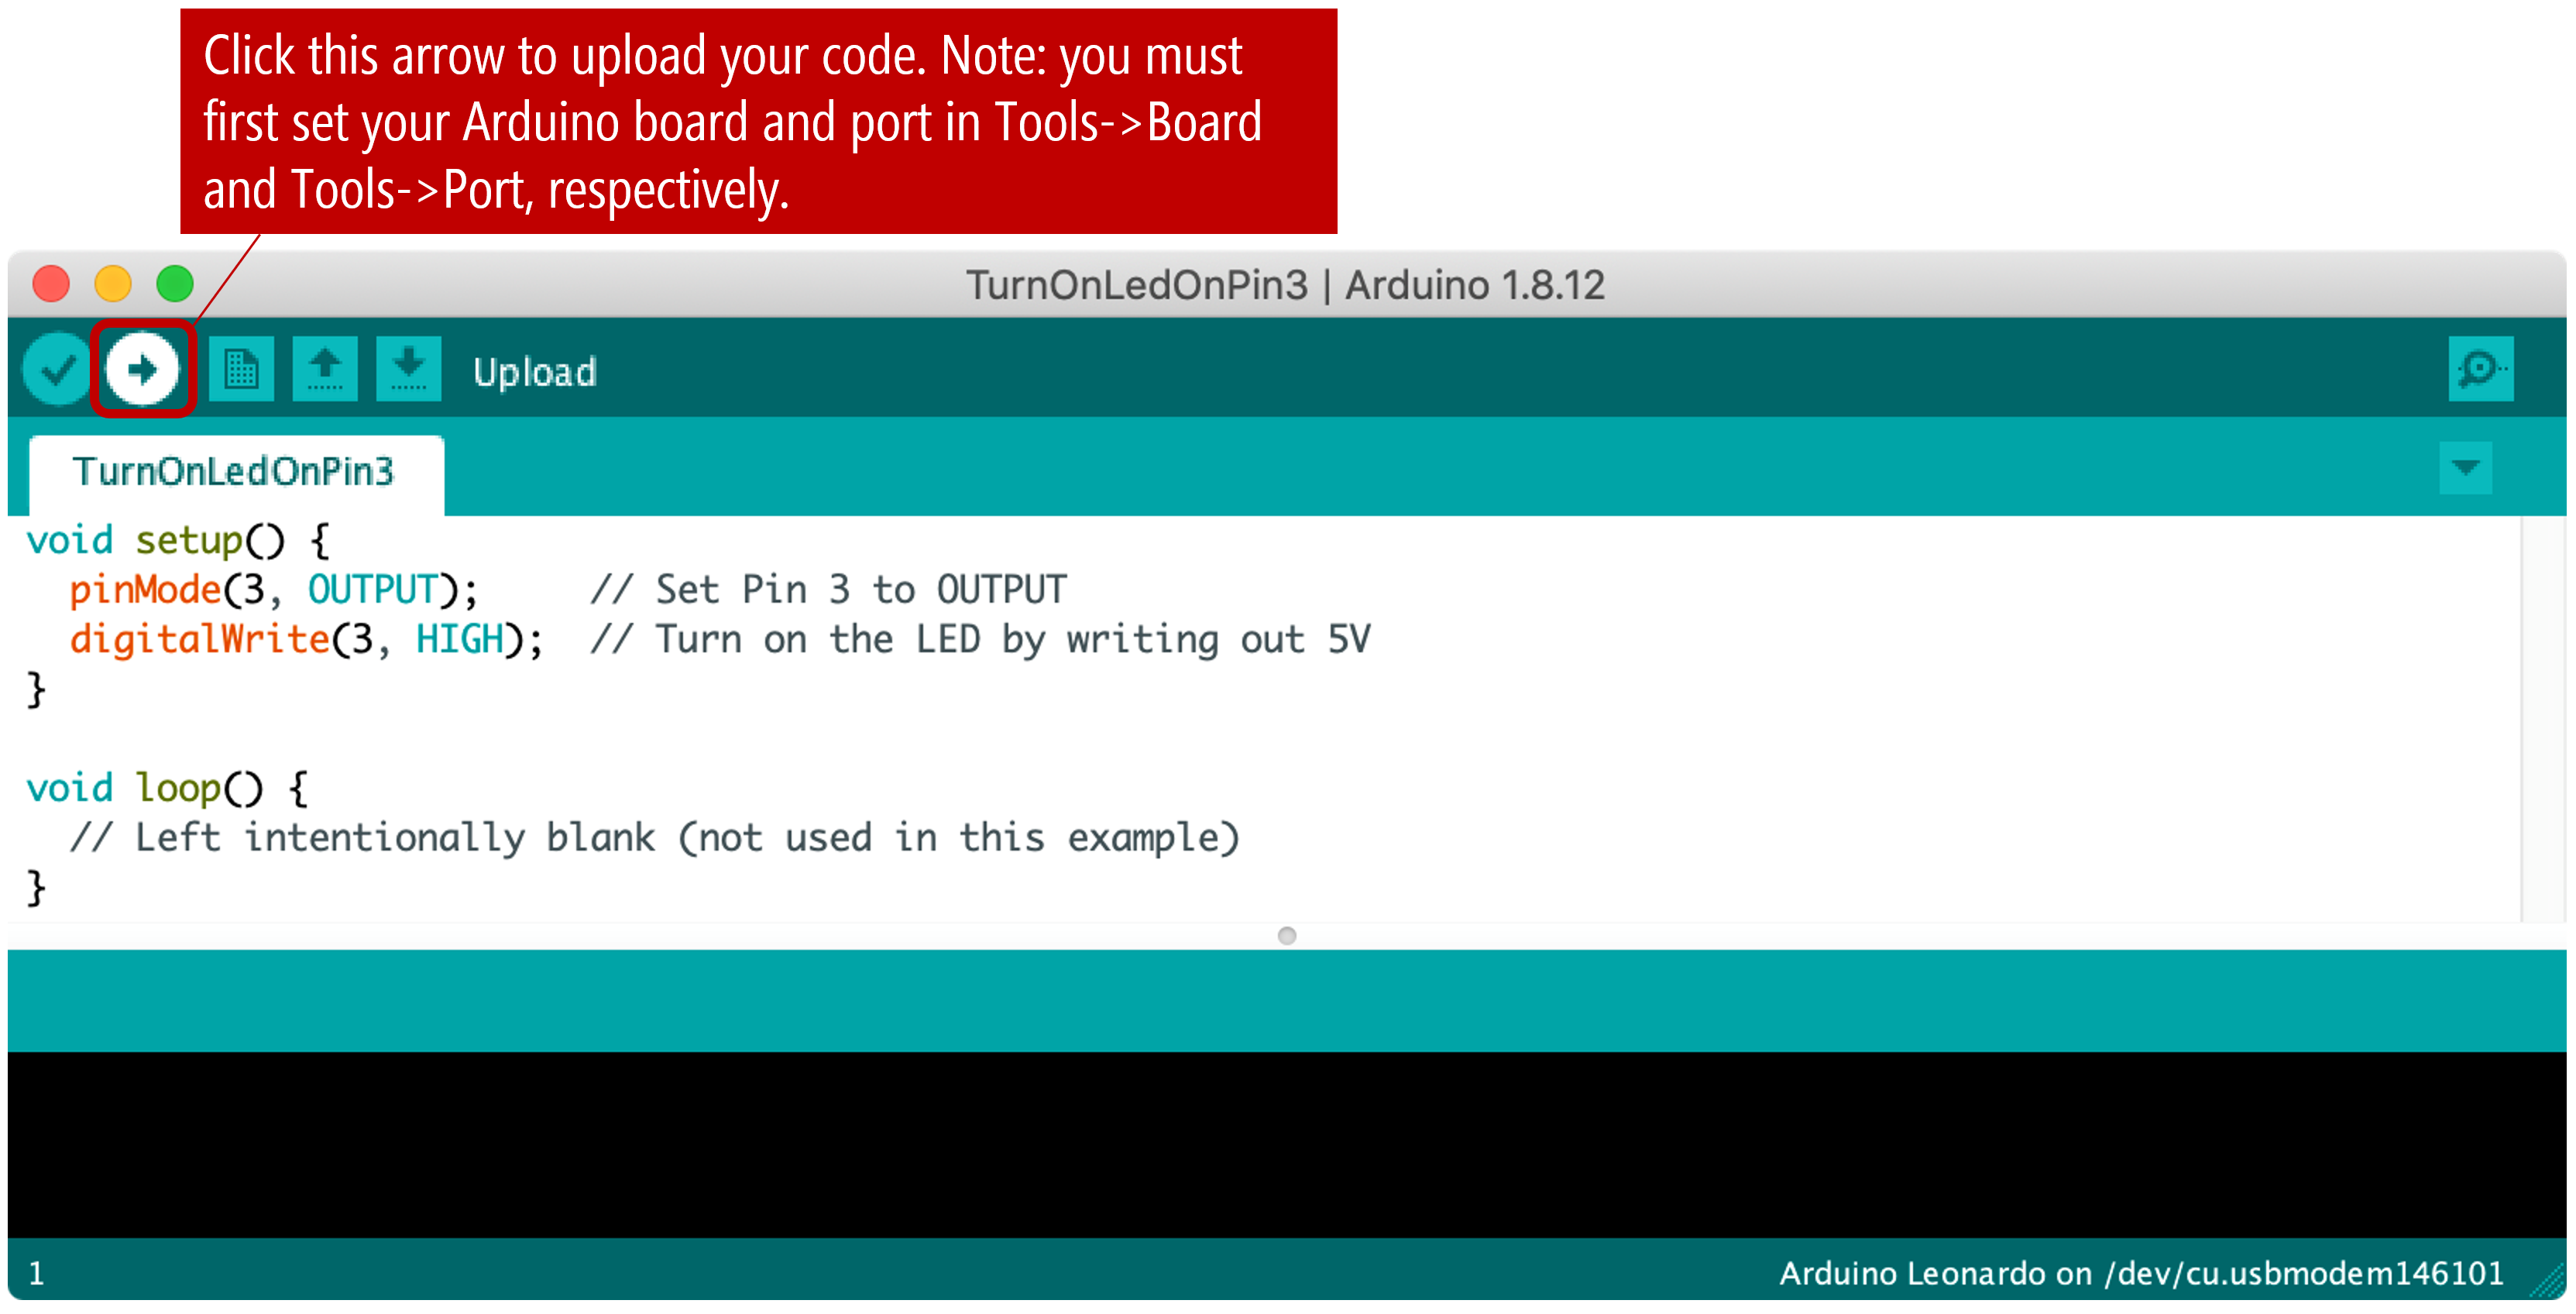 Click this arrow to upload your code. Note: you must
first set your Arduino board and port in Tools->Board
and Tools->Port, respectively.
TurnOnLedOnPin3 | Arduino 1.8.12
Upload
TurnOnLedOnPin3
void setup() {
  pinMode(3, OUTPUT);     // Set Pin 3 to OUTPUT
  digitalWrite(3, HIGH);  // Turn on the LED by writing out 5V
}
void loop() {
  // Left intentionally blank (not used in this example)
}
1
Arduino Leonardo on /dev/cu.usbmodem146101